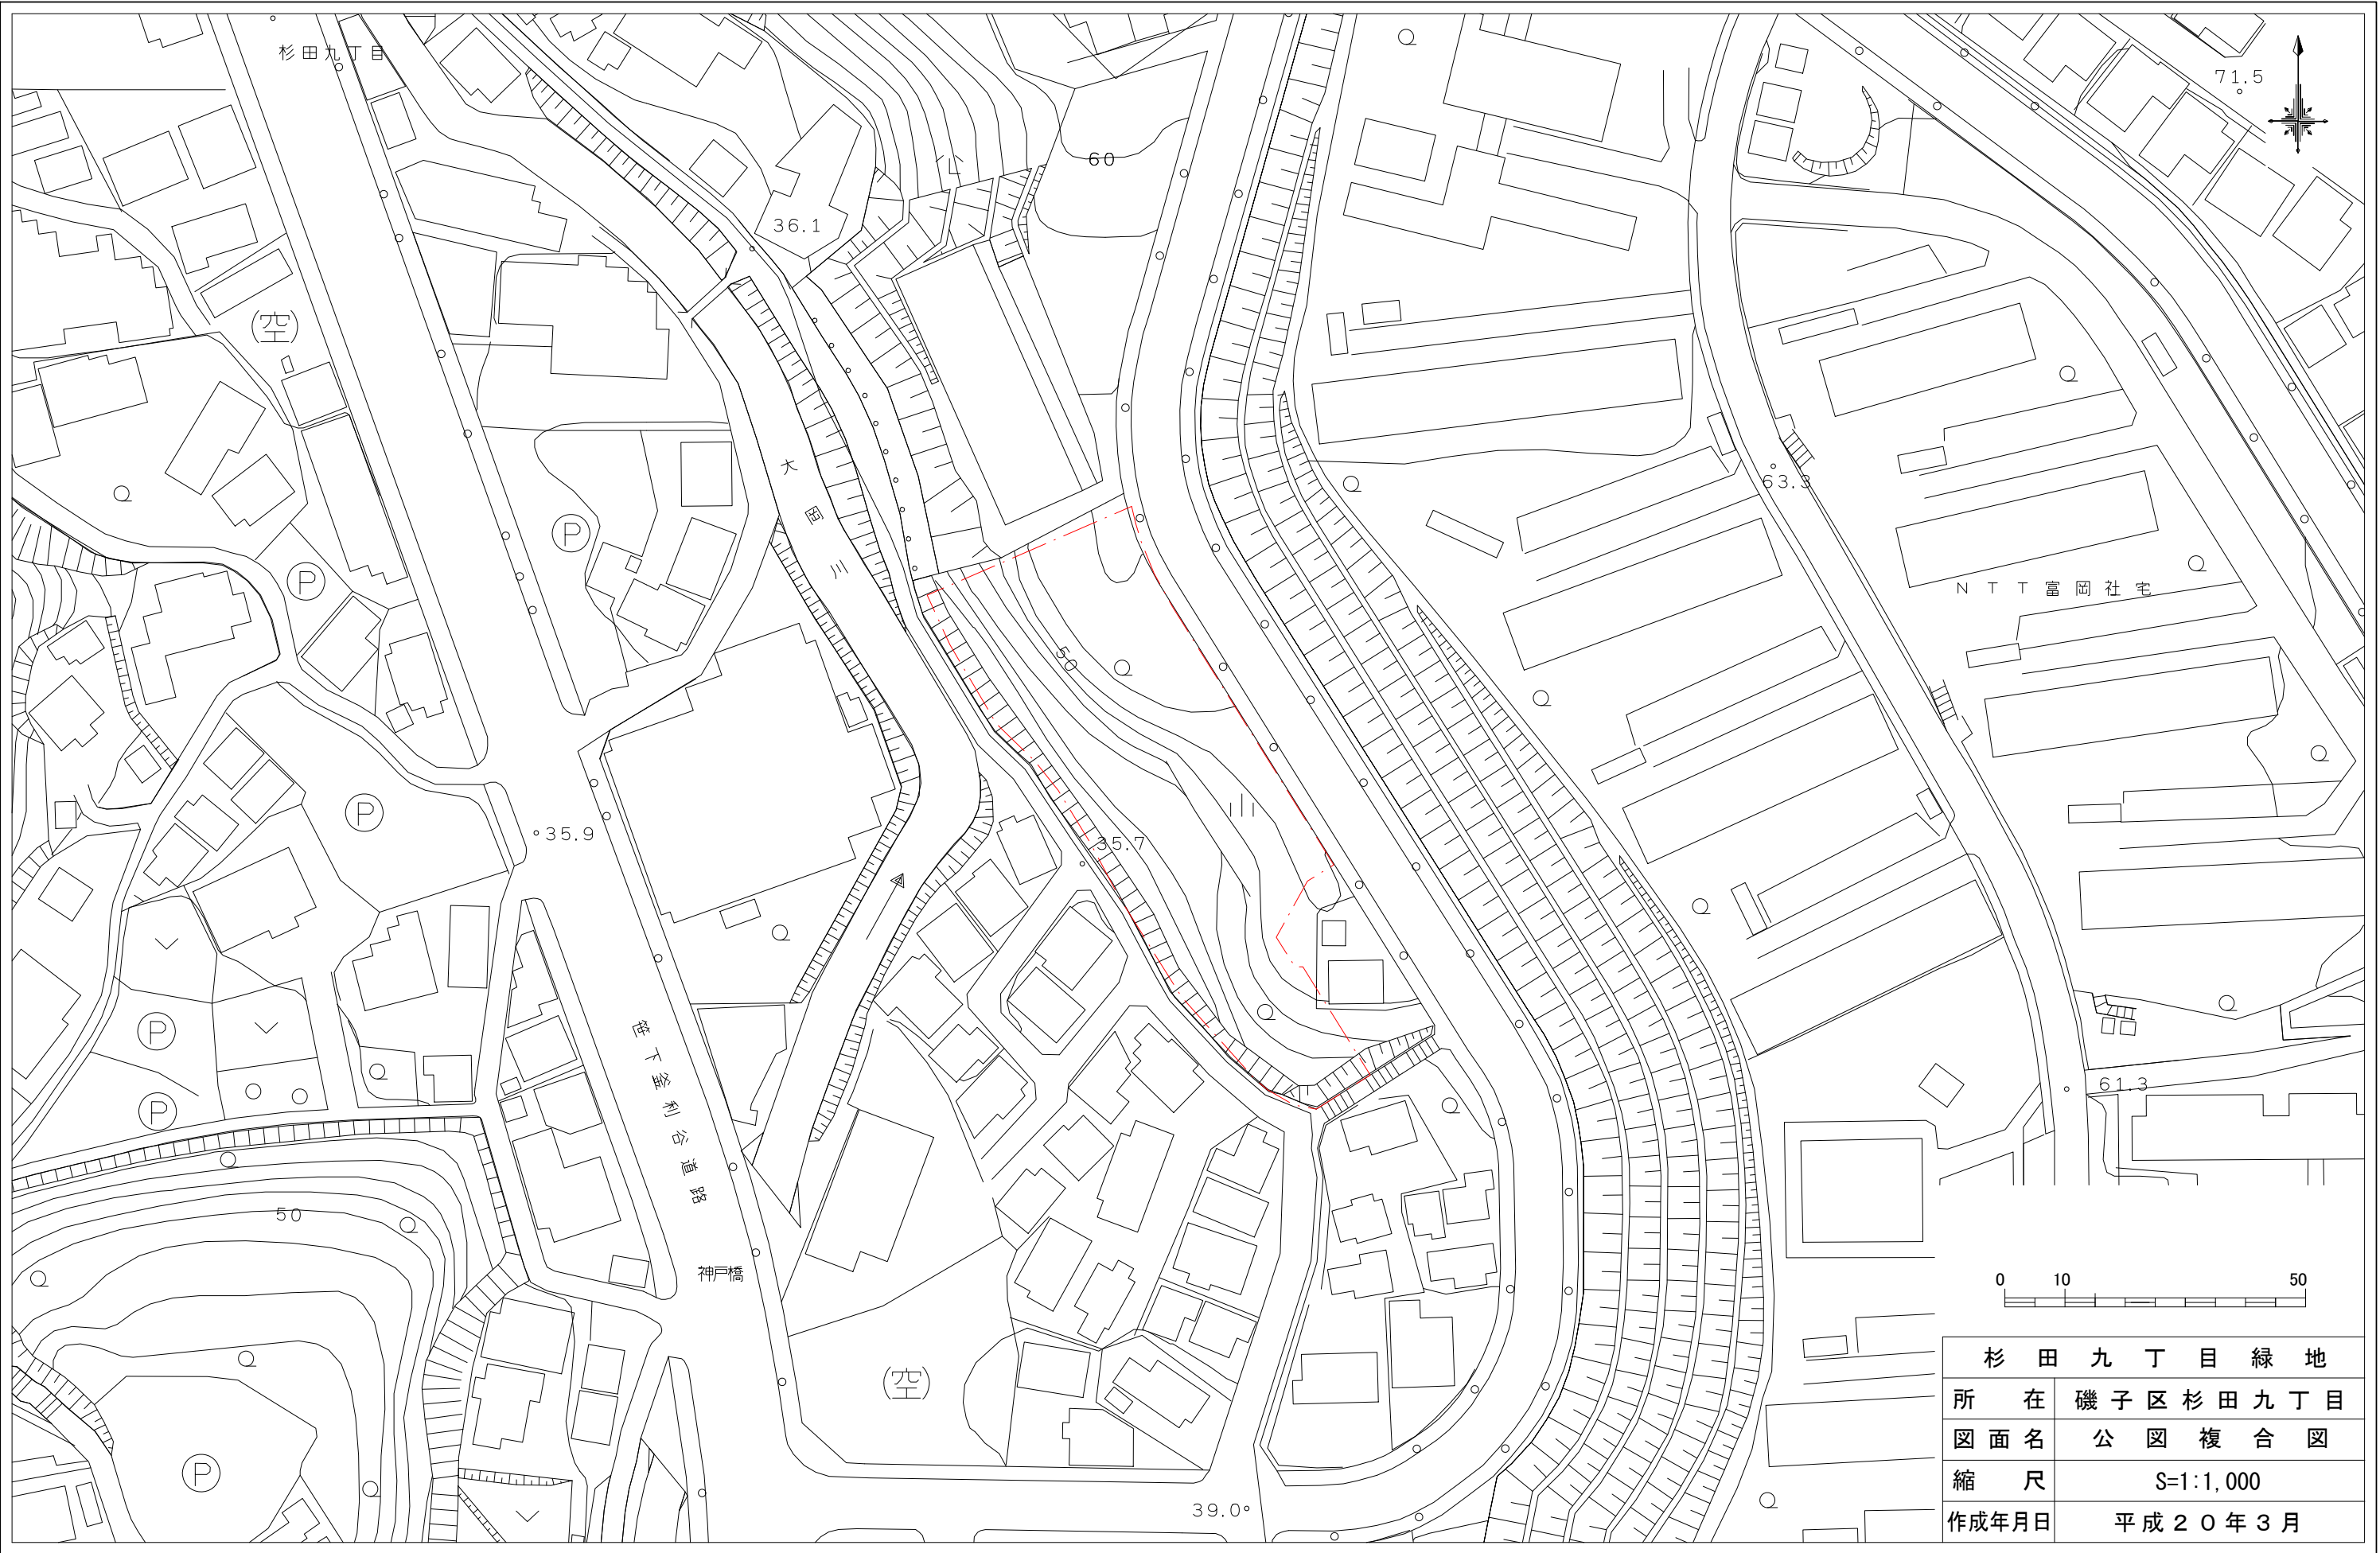 杉田九丁目
71.5
60
36.1
(空)
大岡川
63.3
P
P
NTT富岡社宅
50
P
35.9
35.7
P
笹下釜利谷道路
61.3
P
50
神戸橋
0 10 50
(空)
P
39.0
杉田九丁目緑地
所在 磯子区杉田九丁目
図面名 公図複合図
縮尺 S=1:1,000
作成年月日 平成20年3月